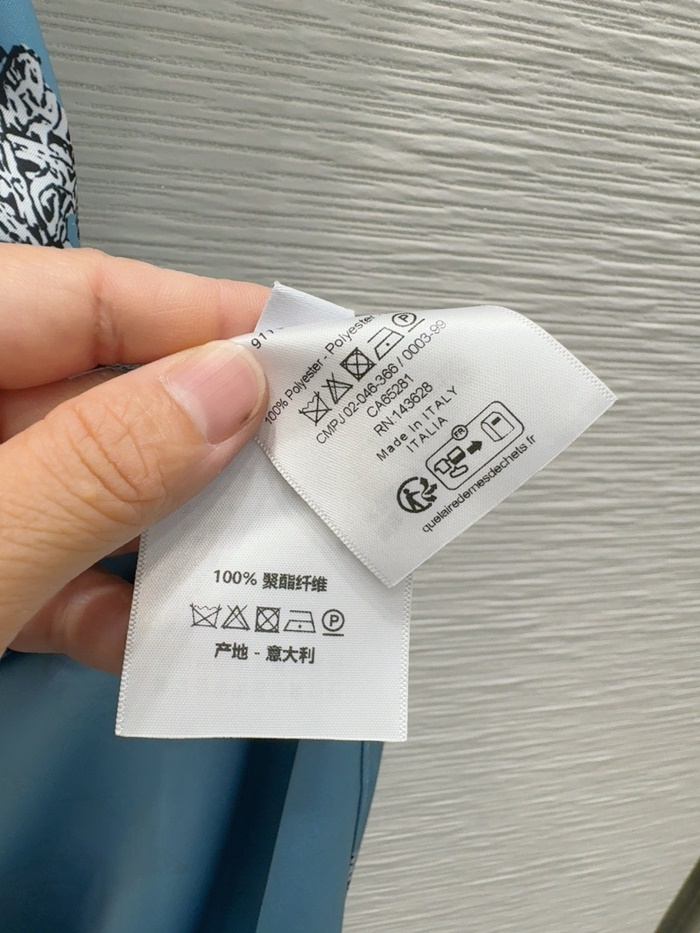 100% Polyester - Polyester
CMPJ 02-046-366 / 0003-99
CA65281
RN 143628
Made in ITALY
ITALIA
FR
quelairedemesdechets.fr
100% 聚酯纤维
P
产地 - 意大利